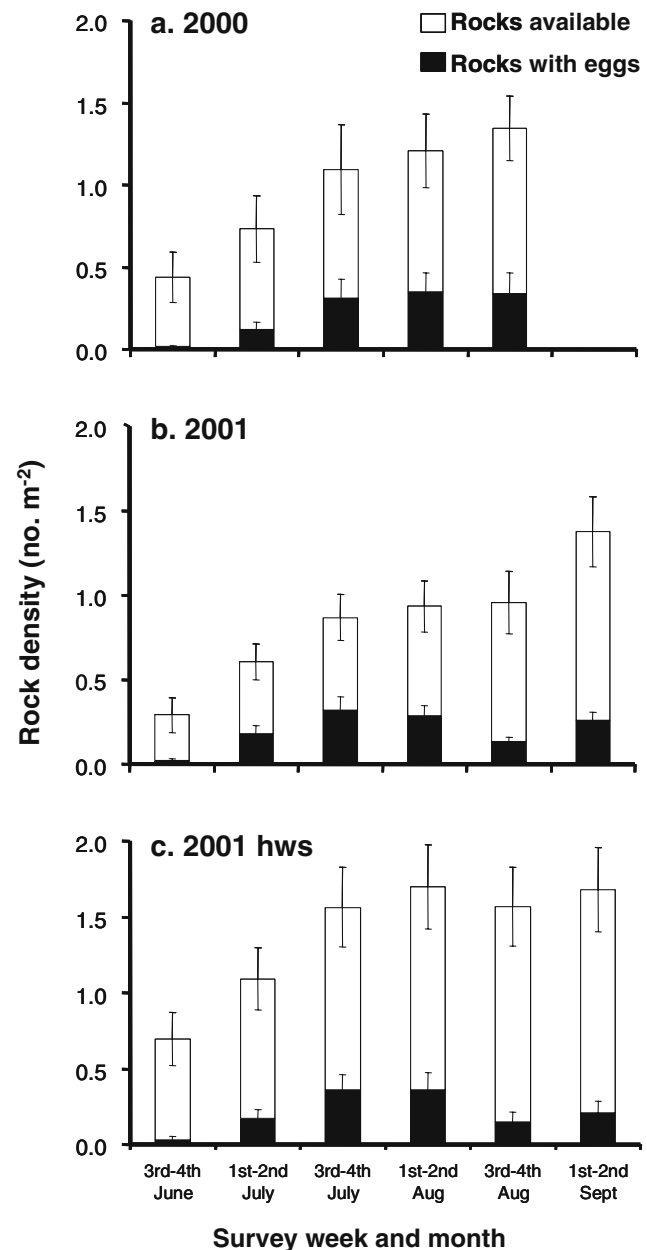 a. 2000
Rocks available
Rocks with eggs
2.0
1.5
1.0
0.5
0.0
b. 2001
2.0
1.5
1.0
0.5
0.0
Rock density (no. m⁻²)
c. 2001 hws
2.0
1.5
1.0
0.5
0.0
3rd-4th
June
1st-2nd
July
3rd-4th
July
1st-2nd
Aug
3rd-4th
Aug
1st-2nd
Sept
Survey week and month